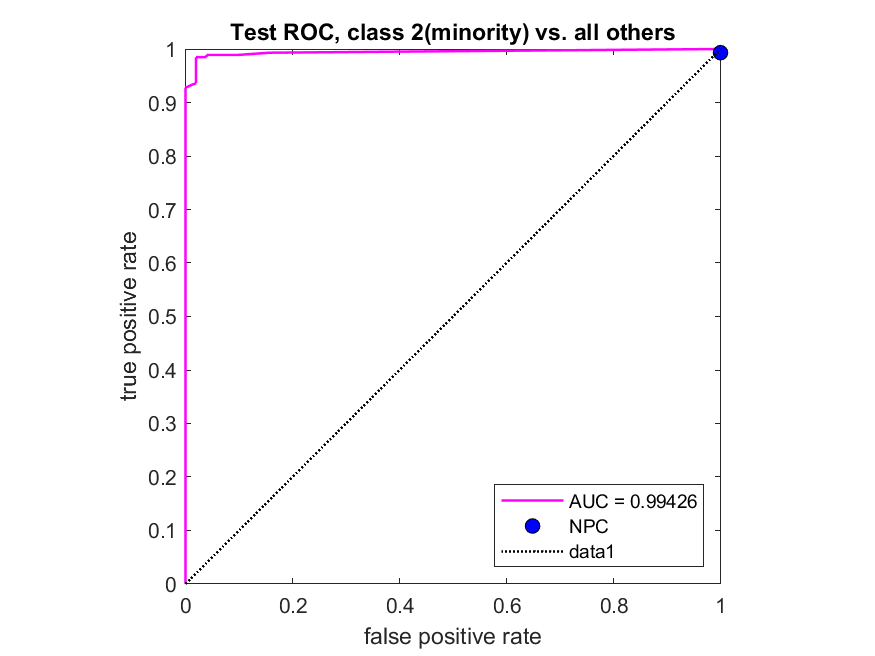 Test ROC, class 2(minority) vs. all others
1
0.9
0.8
0.7
0.6
0.5
0.4
0.3
0.2
0.1
0
true positive rate
AUC = 0.99426
NPC
data1
0 0.2 0.4 0.6 0.8 1
false positive rate